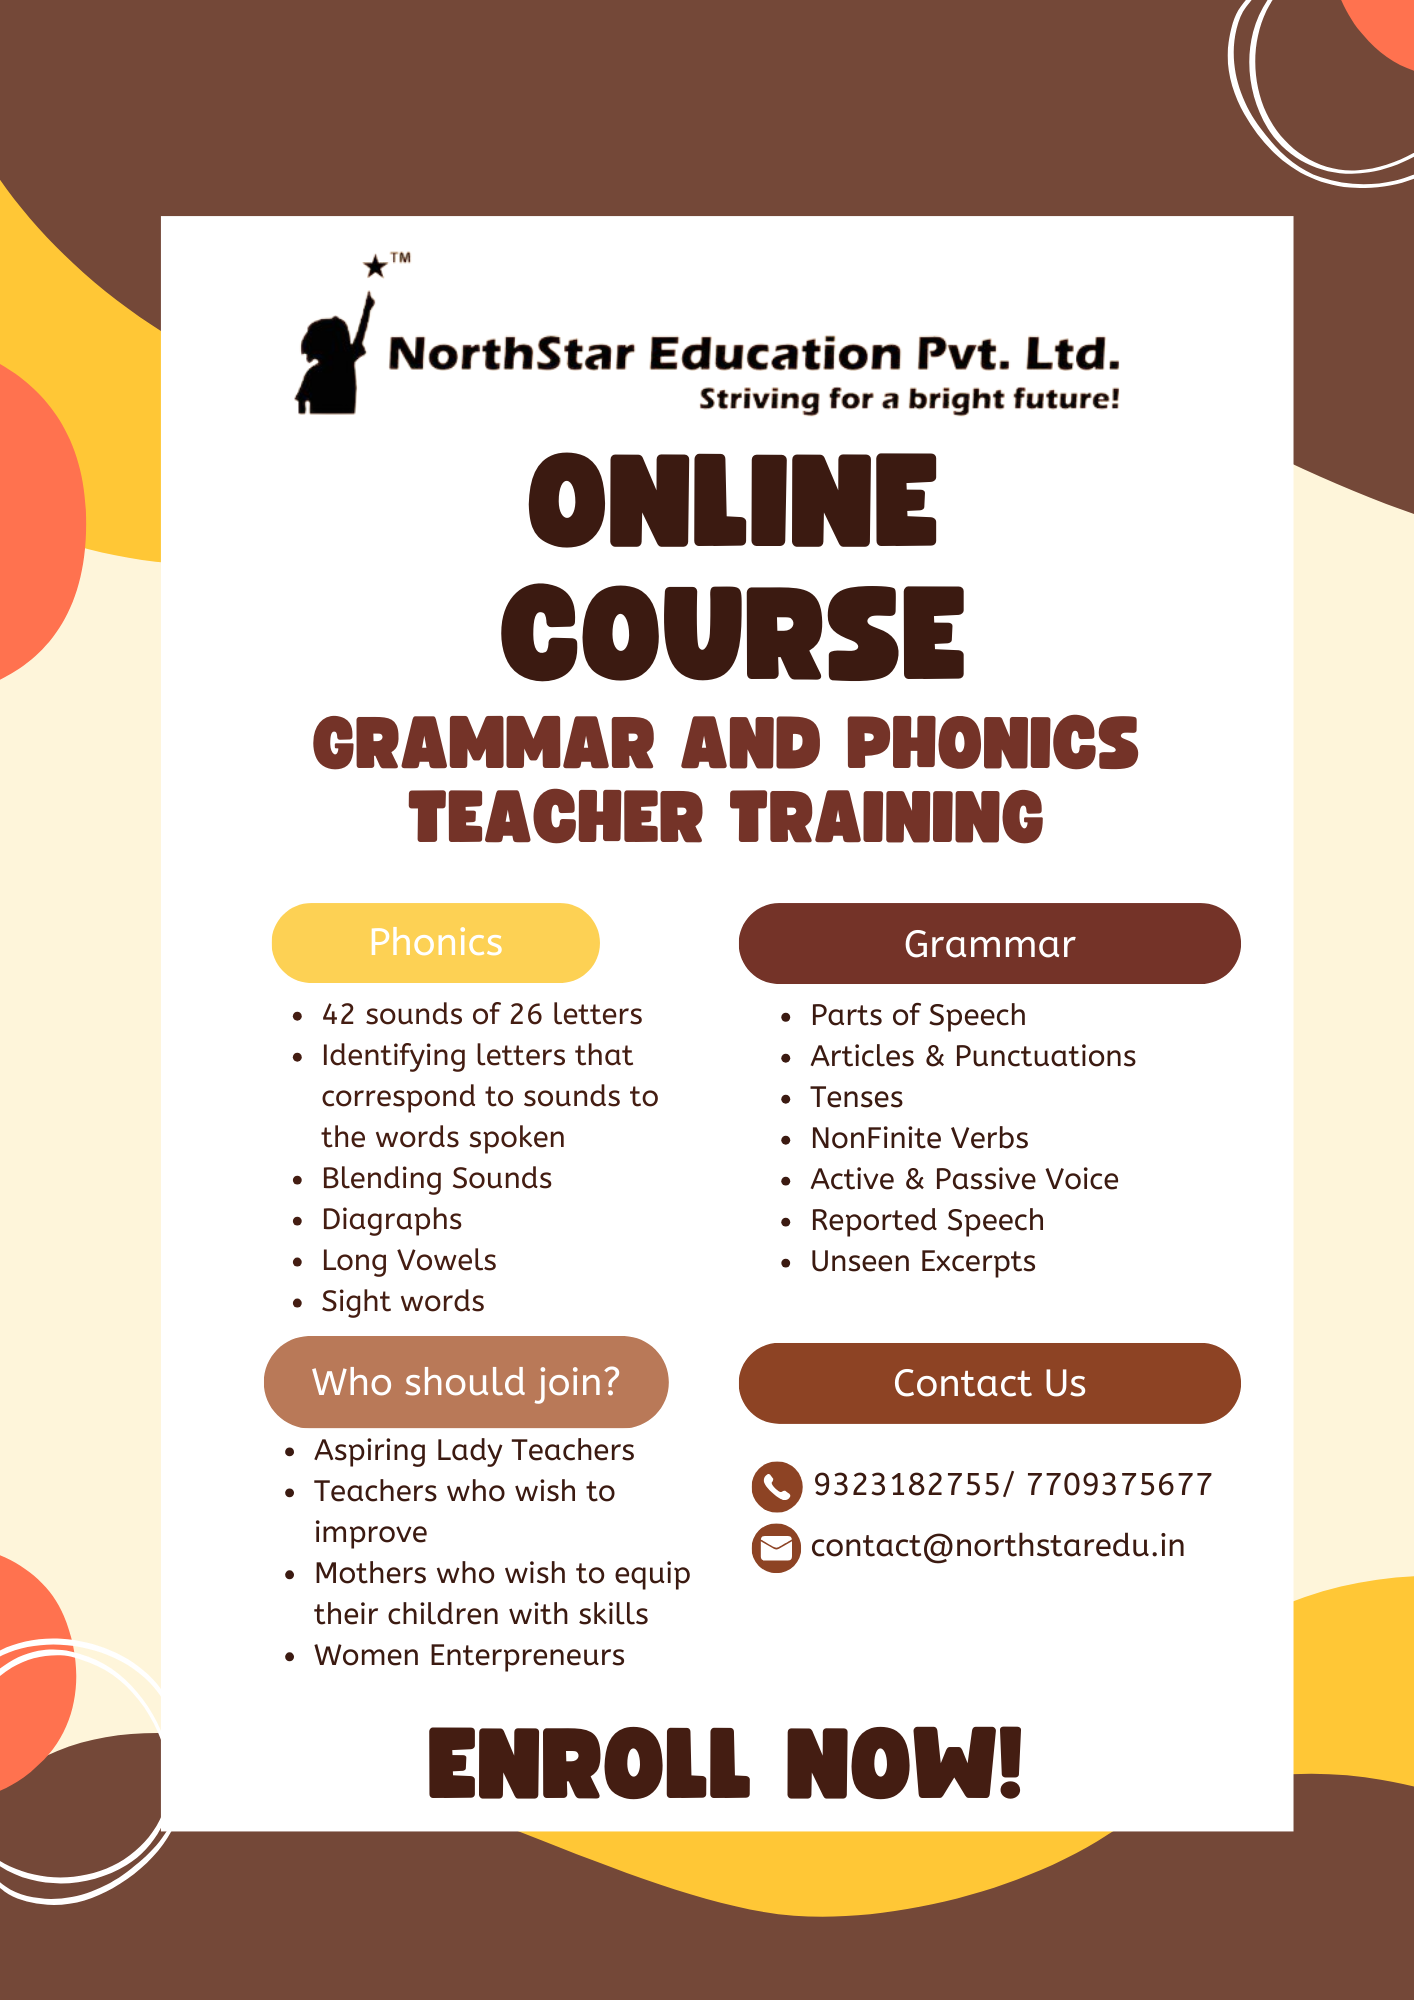 TM
NorthStar Education Pvt. Ltd.
Striving for a bright future!
ONLINE
COURSE
GRAMMAR AND PHONICS
TEACHER TRAINING
Phonics
• 42 sounds of 26 letters
• Identifying letters that
correspond to sounds to
the words spoken
• Blending Sounds
• Diagraphs
• Long Vowels
• Sight words
Grammar
• Parts of Speech
• Articles & Punctuations
• Tenses
• NonFinite Verbs
• Active & Passive Voice
• Reported Speech
• Unseen Excerpts
Who should join?
• Aspiring Lady Teachers
• Teachers who wish to
improve
• Mothers who wish to equip
their children with skills
• Women Enterpreneurs
Contact Us
9323182755/ 7709375677
contact@northstaredu.in
ENROLL NOW!